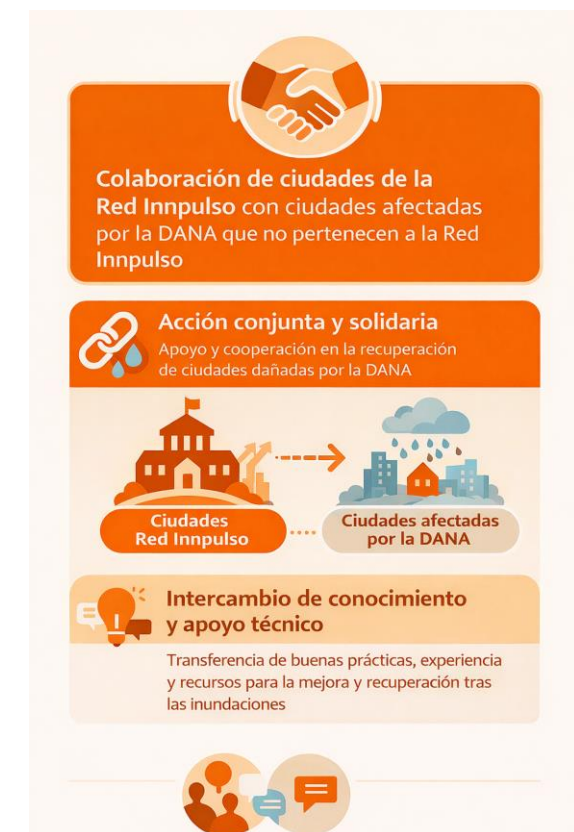 Colaboración de ciudades de la
Red Innpulso con ciudades afectadas
por la DANA que no pertenecen a la Red
Innpulso
Acción conjunta y solidaria
Apoyo y cooperación en la recuperación
de ciudades dañadas por la DANA
Ciudades
Red Innpulso
Ciudades afectadas
por la DANA
Intercambio de conocimiento
y apoyo técnico
Transferencia de buenas prácticas, experiencia
y recursos para la mejora y recuperación tras
las inundaciones